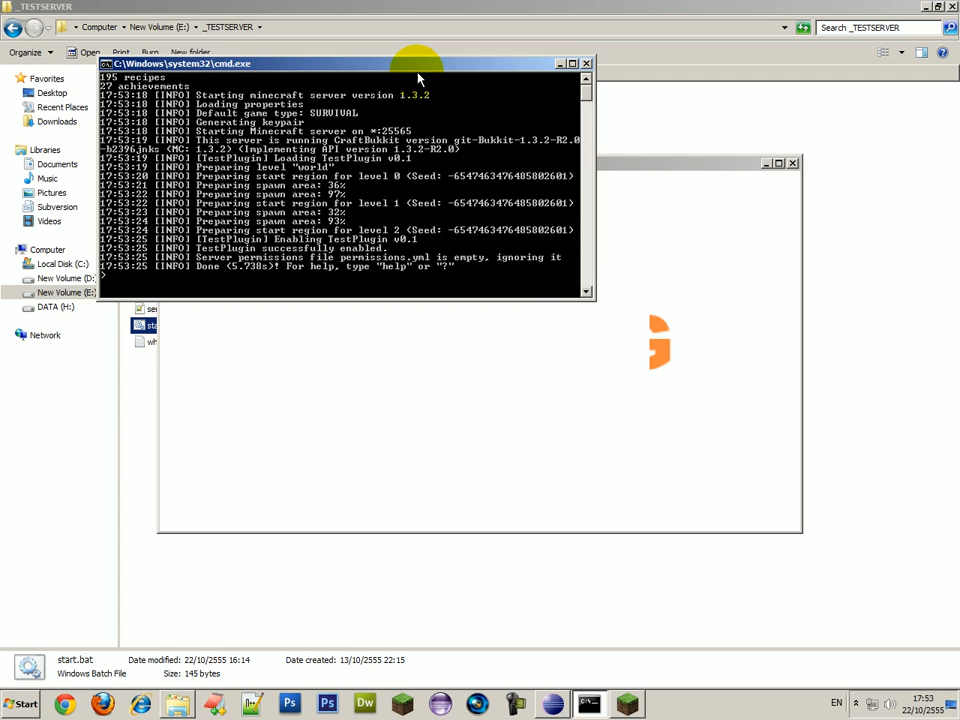 _TESTSERVER
Computer ▸ New Volume (E:) ▸ _TESTSERVER ▸
Search _TESTSERVER
Organize Open Print Burn New folder
C:\Windows\system32\cmd.exe
195 recipes
27 achievements
17:53:18 [INFO] Starting minecraft server version 1.3.2
17:53:18 [INFO] Loading properties
17:53:18 [INFO] Default game type: SURVIVAL
17:53:18 [INFO] Generating keypair
17:53:18 [INFO] Starting Minecraft server on *:25565
17:53:19 [INFO] This server is running CraftBukkit version git-Bukkit-1.3.2-R2.0
-b2396jnks (MC: 1.3.2) (Implementing API version 1.3.2-R2.0)
17:53:19 [INFO] [TestPlugin] Loading TestPlugin v0.1
17:53:19 [INFO] Preparing level "world"
17:53:20 [INFO] Preparing start region for level 0 (Seed: -6547463476485802601)
17:53:21 [INFO] Preparing spawn area: 36%
17:53:22 [INFO] Preparing spawn area: 97%
17:53:22 [INFO] Preparing start region for level 1 (Seed: -6547463476485802601)
17:53:23 [INFO] Preparing spawn area: 32%
17:53:24 [INFO] Preparing spawn area: 93%
17:53:24 [INFO] Preparing start region for level 2 (Seed: -6547463476485802601)
17:53:25 [INFO] [TestPlugin] Enabling TestPlugin v0.1
17:53:25 [INFO] TestPlugin successfully enabled.
17:53:25 [INFO] Server permissions file permissions.yml is empty, ignoring it
17:53:25 [INFO] Done (5.738s)! For help, type "help" or "?"
>
Favorites
Desktop
Downloads
Libraries
Documents
Music
Pictures
Subversion
Videos
Computer
Local Disk (C:)
New Volume (D:)
New Volume (E:)
DATA (H:)
Network
se
sta
wh
G
start.bat Date modified: 22/10/2555 16:14 Date created: 13/10/2555 22:15
Windows Batch File Size: 145 bytes
Start
Ps
Ps
Dw
EN
17:53
22/10/2555